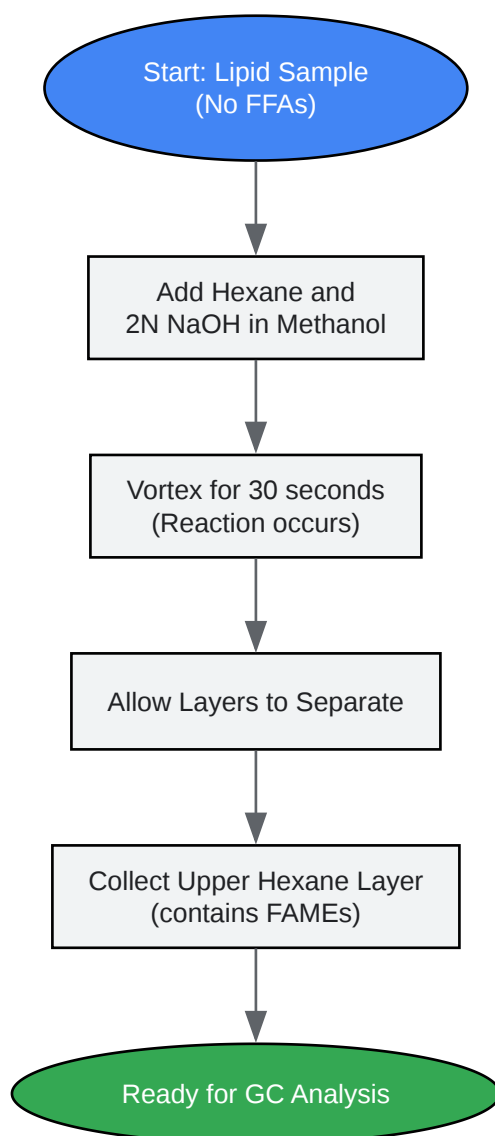 Start: Lipid Sample
(No FFAs)
Add Hexane and
2N NaOH in Methanol
Vortex for 30 seconds
(Reaction occurs)
Allow Layers to Separate
Collect Upper Hexane Layer
(contains FAMEs)
Ready for GC Analysis